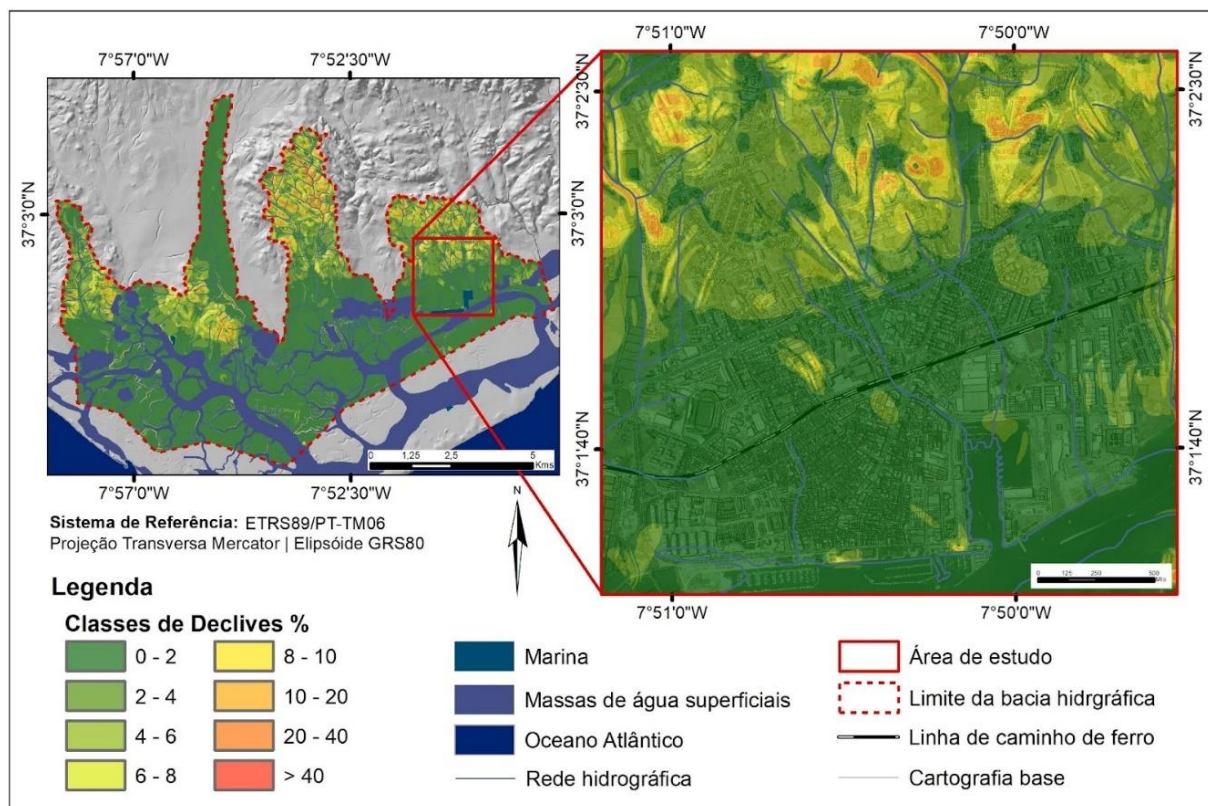 7°57'0"W
7°52'30"W
37°3'0"N
37°3'0"N
0 1,25 2,5 5
Kms
7°57'0"W
7°52'30"W
7°51'0"W
7°50'0"W
37°2'30"N
37°2'30"N
37°1'40"N
37°1'40"N
0 125 250 500
Mts
7°51'0"W
7°50'0"W
N
Sistema de Referência: ETRS89/PT-TM06
Projeção Transversa Mercator | Elipsóide GRS80
Legenda
Classes de Declives %
0 - 2
2 - 4
4 - 6
6 - 8
8 - 10
10 - 20
20 - 40
> 40
Marina
Massas de água superficiais
Oceano Atlântico
Rede hidrográfica
Área de estudo
Limite da bacia hidrgráfica
Linha de caminho de ferro
Cartografia base